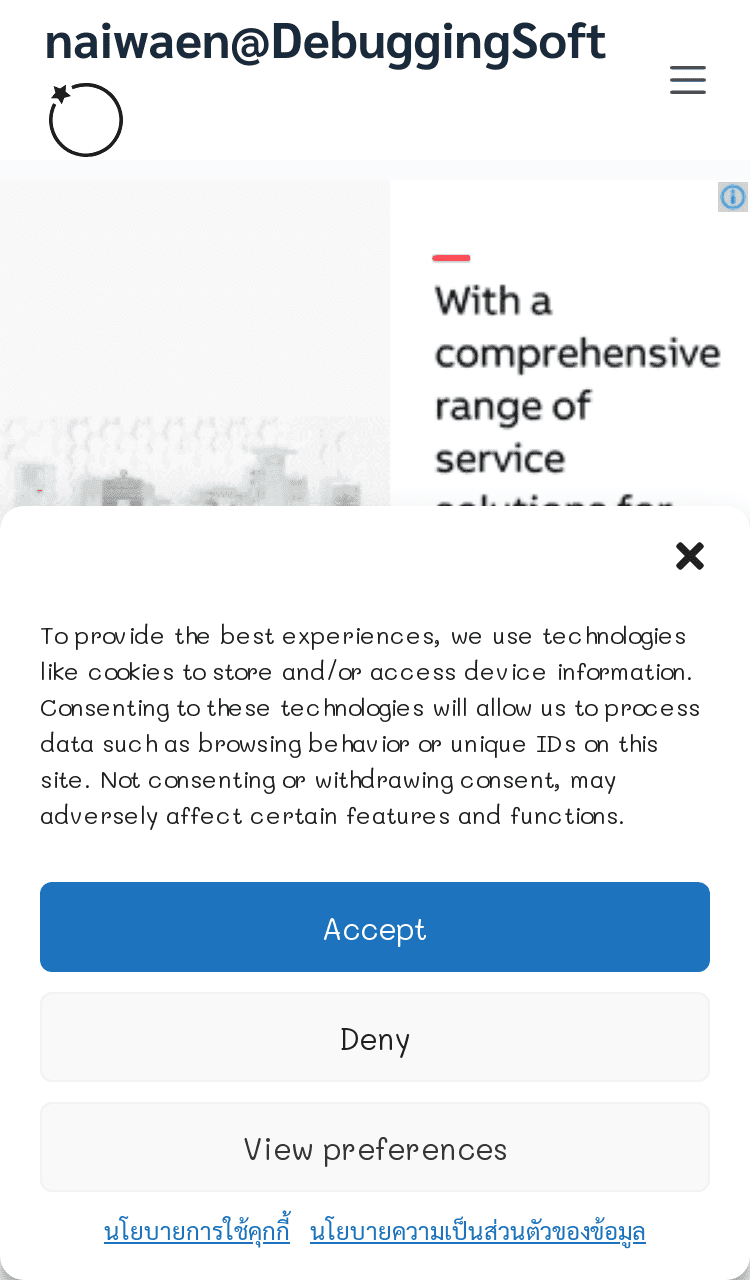 naiwaen@DebuggingSoft
With a
comprehensive
range of
service
solutions for
To provide the best experiences, we use technologies
like cookies to store and/or access device information.
Consenting to these technologies will allow us to process
data such as browsing behavior or unique IDs on this
site. Not consenting or withdrawing consent, may
adversely affect certain features and functions.
Accept
Deny
View preferences
นโยบายการใช้คุกกี้ นโยบายความเป็นส่วนตัวของข้อมูล